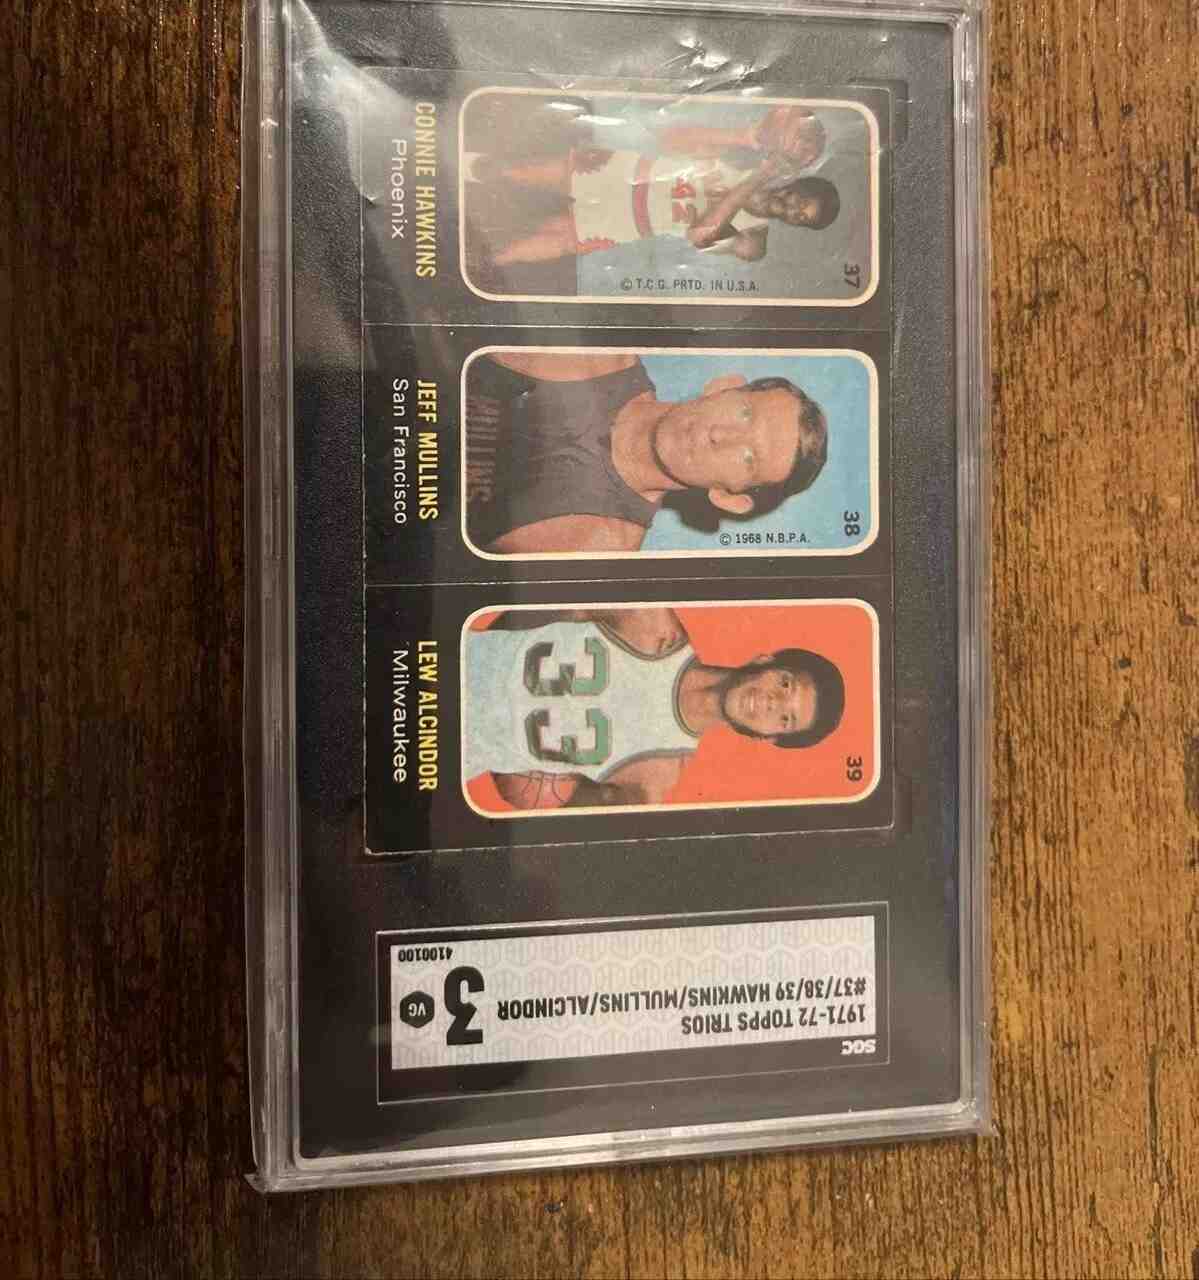 37
© T.C.G. PRTD. IN U.S.A.
42
CONNIE HAWKINS
Phoenix
38
© 1968 N.B.P.A.
MULLINS
JEFF MULLINS
San Francisco
39
33
LEW ALCINDOR
Milwaukee
SGC
1971-72 TOPPS TRIOS
#37/38/39 HAWKINS/MULLINS/ALCINDOR
3
VG
4100100